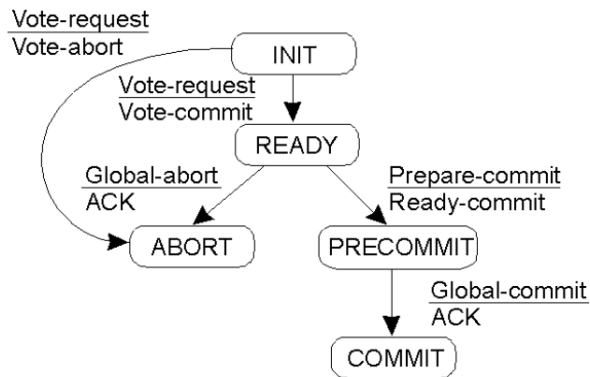 Vote-request
Vote-abort
INIT
Vote-request
Vote-commit
READY
Global-abort
ACK
Prepare-commit
Ready-commit
ABORT
PRECOMMIT
Global-commit
ACK
COMMIT